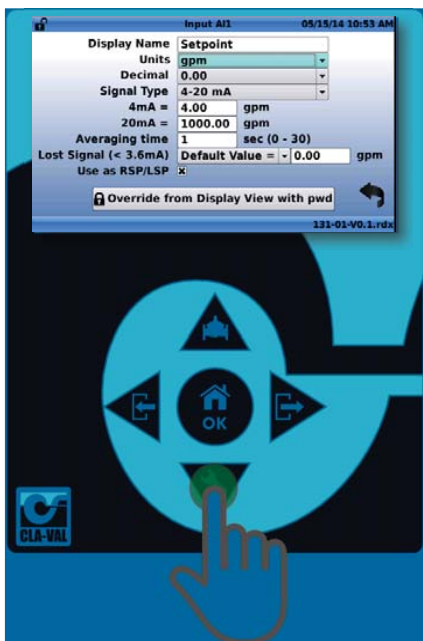 Input AI1 05/15/14 10:53 AM
Display Name Setpoint
Units gpm
Decimal 0.00
Signal Type 4-20 mA
4mA = 4.00 gpm
20mA = 1000.00 gpm
Averaging time 1 sec (0 - 30)
Lost Signal (< 3.6mA) Default Value = 0.00 gpm
Use as RSP/LSP
Override from Display View with pwd
131-01-V0.1.rdx
OK
CLA-VAL